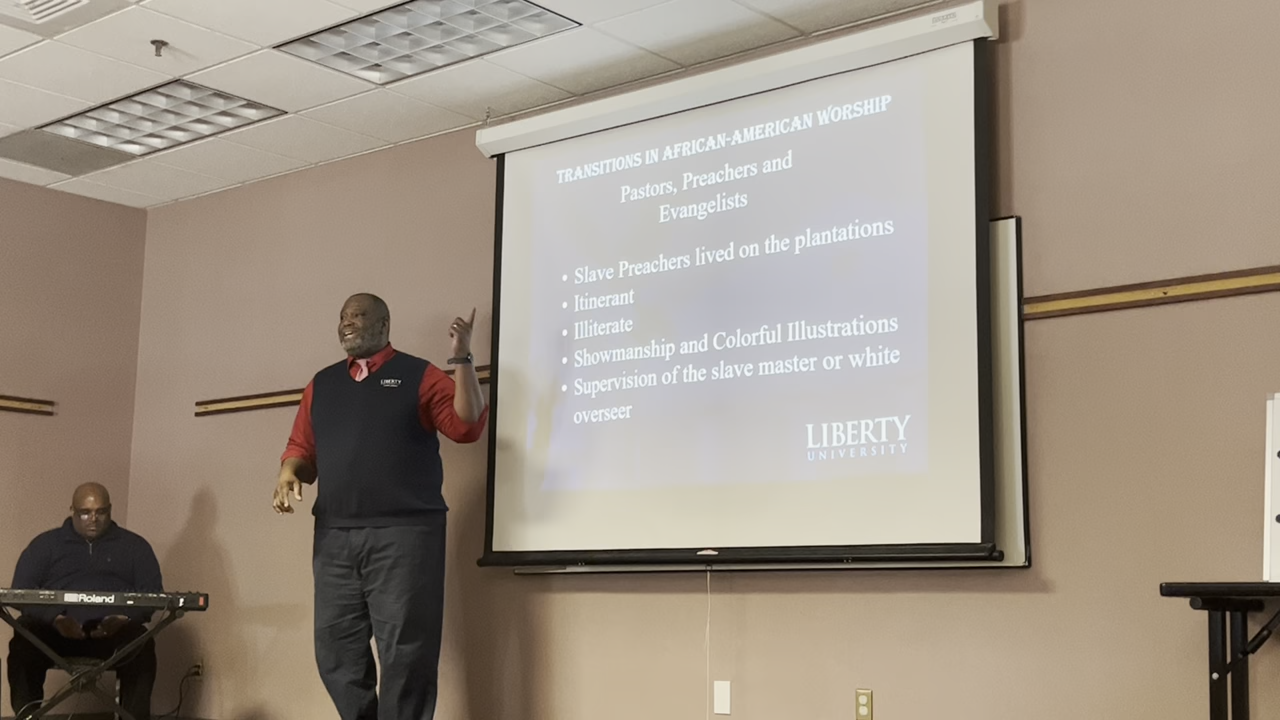 TRANSITIONS IN AFRICAN-AMERICAN WORSHIP
Pastors, Preachers and
Evangelists
• Slave Preachers lived on the plantations
• Itinerant
• Illiterate
• Showmanship and Colorful Illustrations
• Supervision of the slave master or white
overseer
LIBERTY
UNIVERSITY
LIBERTY
Roland